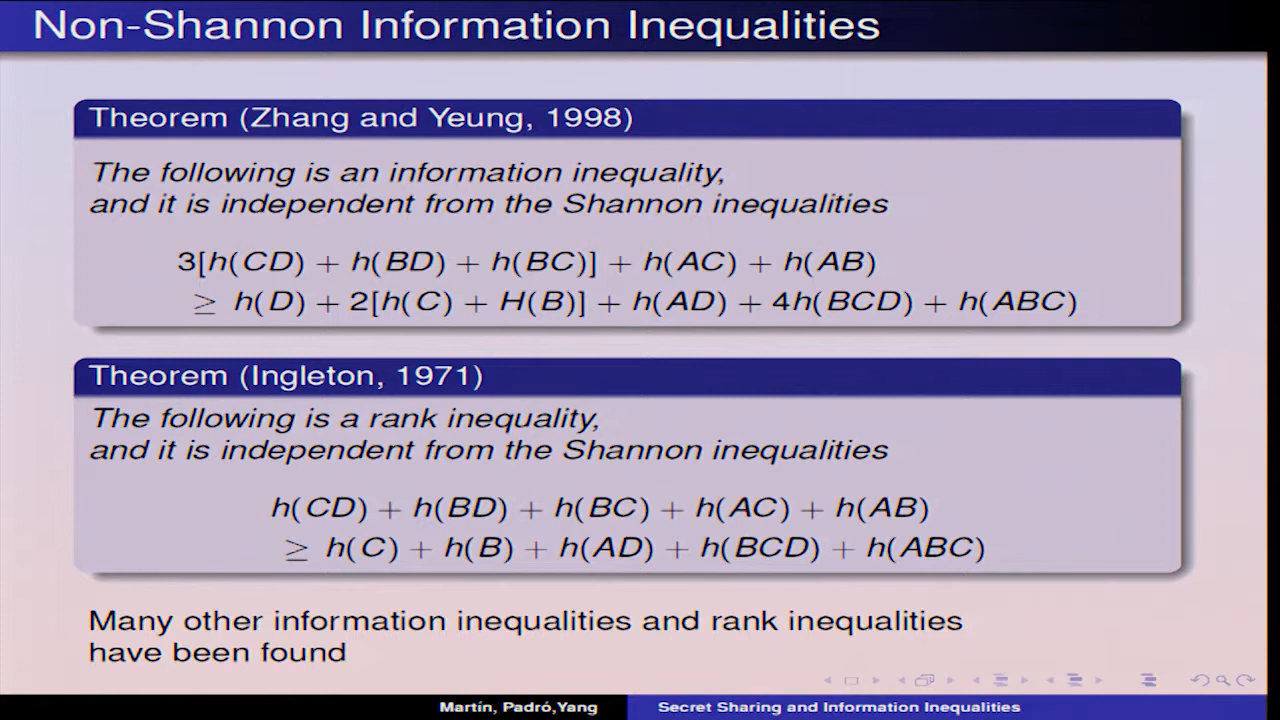 Non-Shannon Information Inequalities
Theorem (Zhang and Yeung, 1998)
The following is an information inequality,
and it is independent from the Shannon inequalities
3[h(CD) + h(BD) + h(BC)] + h(AC) + h(AB)
≥ h(D) + 2[h(C) + H(B)] + h(AD) + 4h(BCD) + h(ABC)
Theorem (Ingleton, 1971)
The following is a rank inequality,
and it is independent from the Shannon inequalities
h(CD) + h(BD) + h(BC) + h(AC) + h(AB)
≥ h(C) + h(B) + h(AD) + h(BCD) + h(ABC)
Many other information inequalities and rank inequalities
have been found
Martín, Padró,Yang
Secret Sharing and Information Inequalities